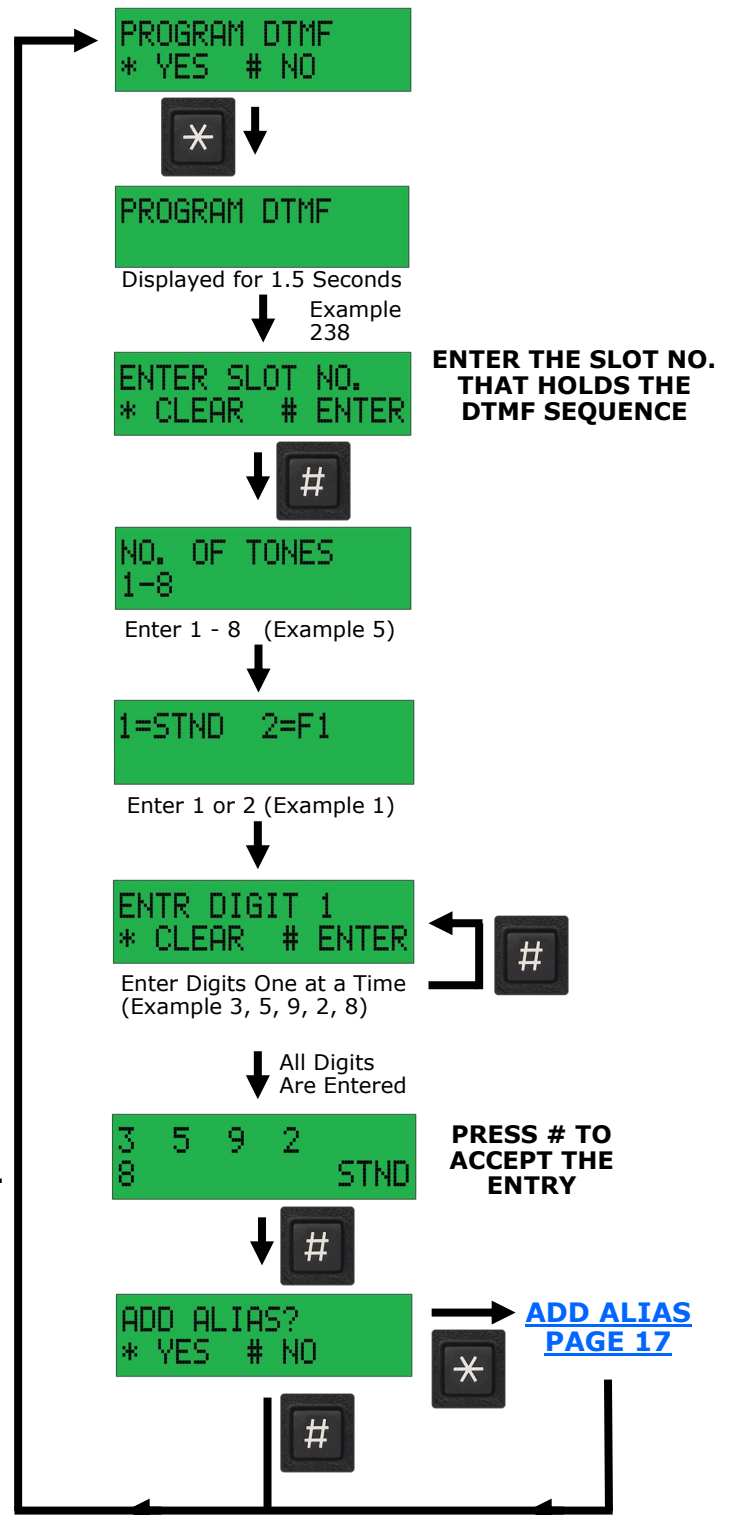 PROGRAM DTMF
* YES # NO
*
PROGRAM DTMF
Displayed for 1.5 Seconds
Example
238
ENTER SLOT NO.
* CLEAR # ENTER
ENTER THE SLOT NO.
THAT HOLDS THE
DTMF SEQUENCE
#
NO. OF TONES
1-8
Enter 1 - 8 (Example 5)
1=STND 2=F1
Enter 1 or 2 (Example 1)
ENTR DIGIT 1
* CLEAR # ENTER
#
Enter Digits One at a Time
(Example 3, 5, 9, 2, 8)
All Digits
Are Entered
3 5 9 2
8 STND
PRESS # TO
ACCEPT THE
ENTRY
#
ADD ALIAS?
* YES # NO
*
ADD ALIAS
PAGE 17
#